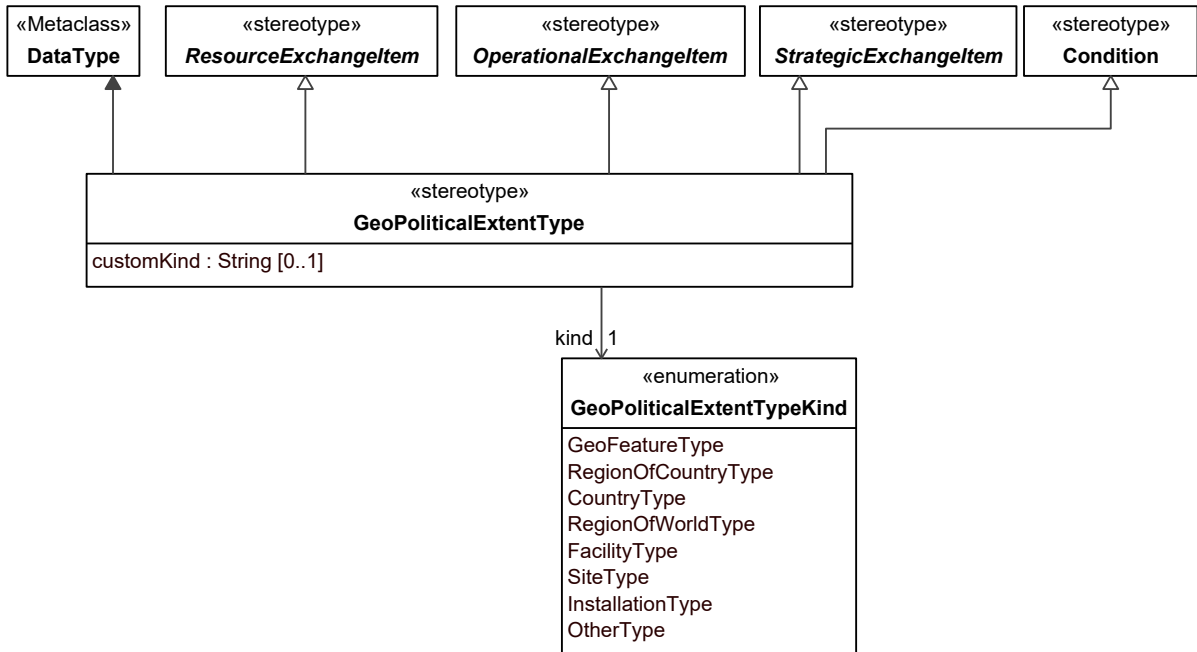 «Metaclass»
DataType
«stereotype»
ResourceExchangeItem
«stereotype»
OperationalExchangeItem
«stereotype»
StrategicExchangeItem
«stereotype»
Condition
«stereotype»
GeoPoliticalExtentType
customKind : String [0..1]
kind 1
«enumeration»
GeoPoliticalExtentTypeKind
GeoFeatureType
RegionOfCountryType
CountryType
RegionOfWorldType
FacilityType
SiteType
InstallationType
OtherType